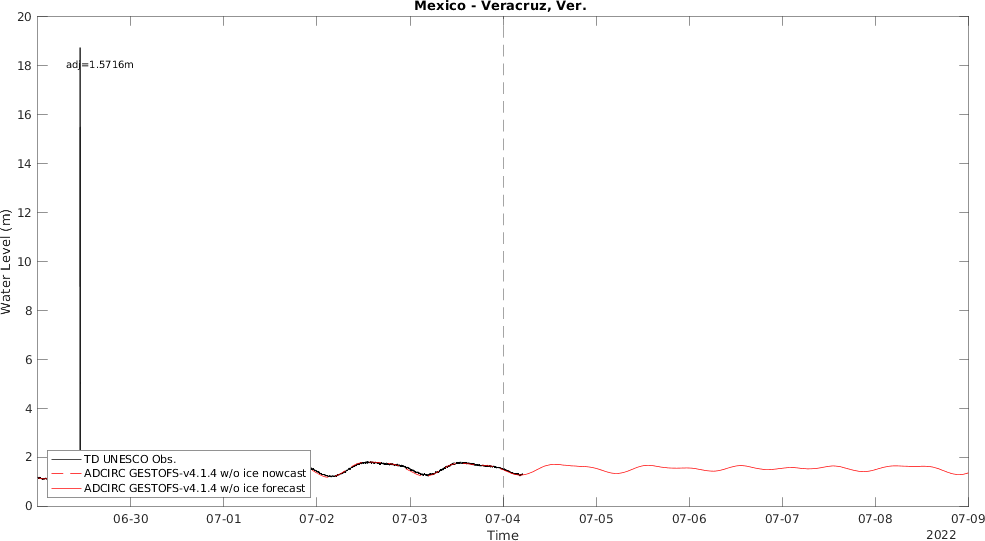 Mexico - Veracruz, Ver.
20
18
16
14
12
10
8
6
4
2
0
Water Level (m)
adj=1.5716m
TD UNESCO Obs.
ADCIRC GESTOFS-v4.1.4 w/o ice nowcast
ADCIRC GESTOFS-v4.1.4 w/o ice forecast
06-30 07-01 07-02 07-03 07-04 07-05 07-06 07-07 07-08 07-09
Time
2022